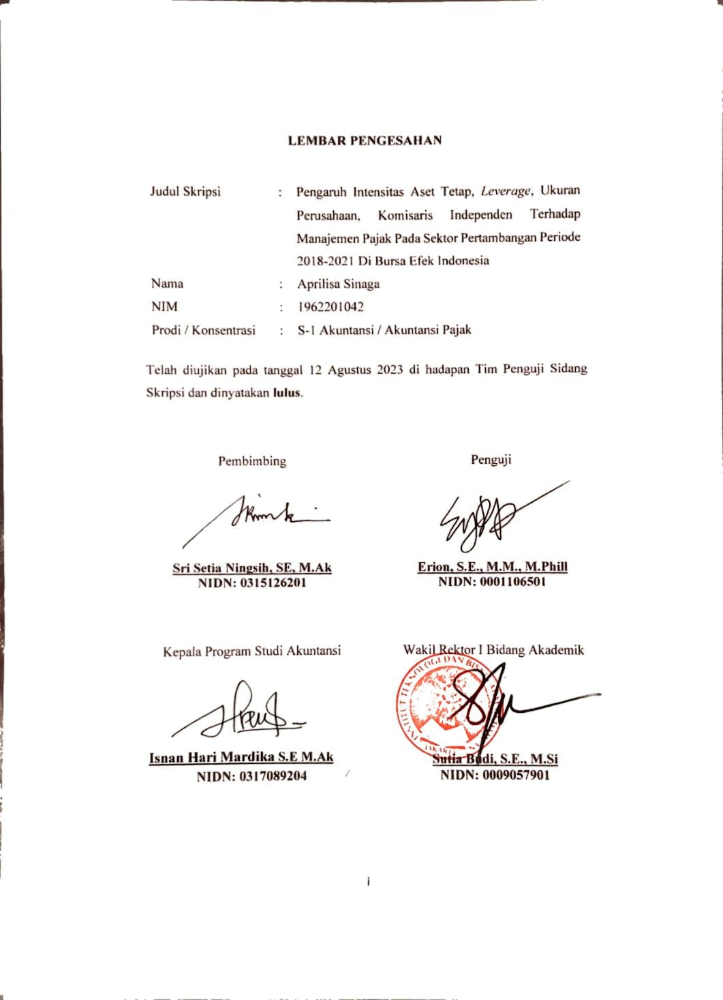 LEMBAR PENGESAHAN
Judul Skripsi : Pengaruh Intensitas Aset Tetap, Leverage, Ukuran
Perusahaan, Komisaris Independen Terhadap
Manajemen Pajak Pada Sektor Pertambangan Periode
2018-2021 Di Bursa Efek Indonesia
Nama : Aprilisa Sinaga
NIM : 1962201042
Prodi / Konsentrasi : S-1 Akuntansi / Akuntansi Pajak
Telah diujikan pada tanggal 12 Agustus 2023 di hadapan Tim Penguji Sidang
Skripsi dan dinyatakan lulus.
Pembimbing
Penguji
Sri Setia Ningsih, SE, M.Ak
NIDN: 0315126201
Erion, S.E., M.M., M.Phill
NIDN: 0001106501
Kepala Program Studi Akuntansi
Wakil Rektor I Bidang Akademik
INSTITUT TEKNOLOGI DAN
JAKARTA
Isnan Hari Mardika S.E M.Ak
NIDN: 0317089204
Sutia Budi, S.E., M.Si
NIDN: 0009057901
i